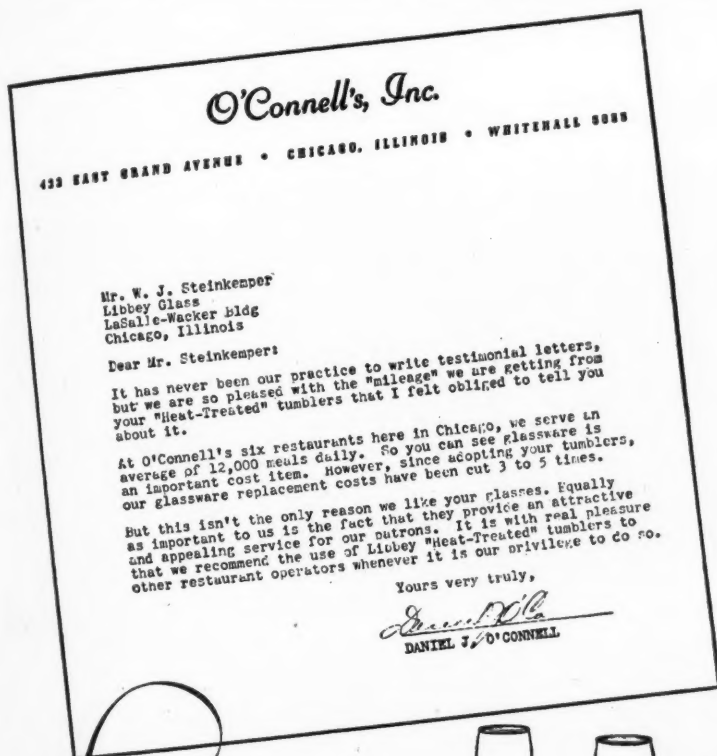 O'Connell's, Inc.
433 EAST GRAND AVENUE • CHICAGO, ILLINOIS • WHITEHALL
Mr. W. J. Steinkemper
Libbey Glass
LaSalle-Wacker Bldg
Chicago, Illinois
Dear Mr. Steinkemper:
It has never been our practice to write testimonial letters,
but we are so pleased with the "mileage" we are getting from
your "Heat-Treated" tumblers that I felt obliged to tell you
about it.
At O'Connell's six restaurants here in Chicago, we serve an
average of 12,000 meals daily. So you can see glassware is
an important cost item. However, since adopting your tumblers,
our glassware replacement costs have been cut 3 to 5 times.
But this isn't the only reason we like your glasses. Equally
as important to us is the fact that they provide an attractive
and appealing service for our patrons. It is with real pleasure
that we recommend the use of Libbey "Heat-Treated" tumblers to
other restaurant operators whenever it is our privilege to do so.
Yours very truly,
DANIEL J. O'CONNELL